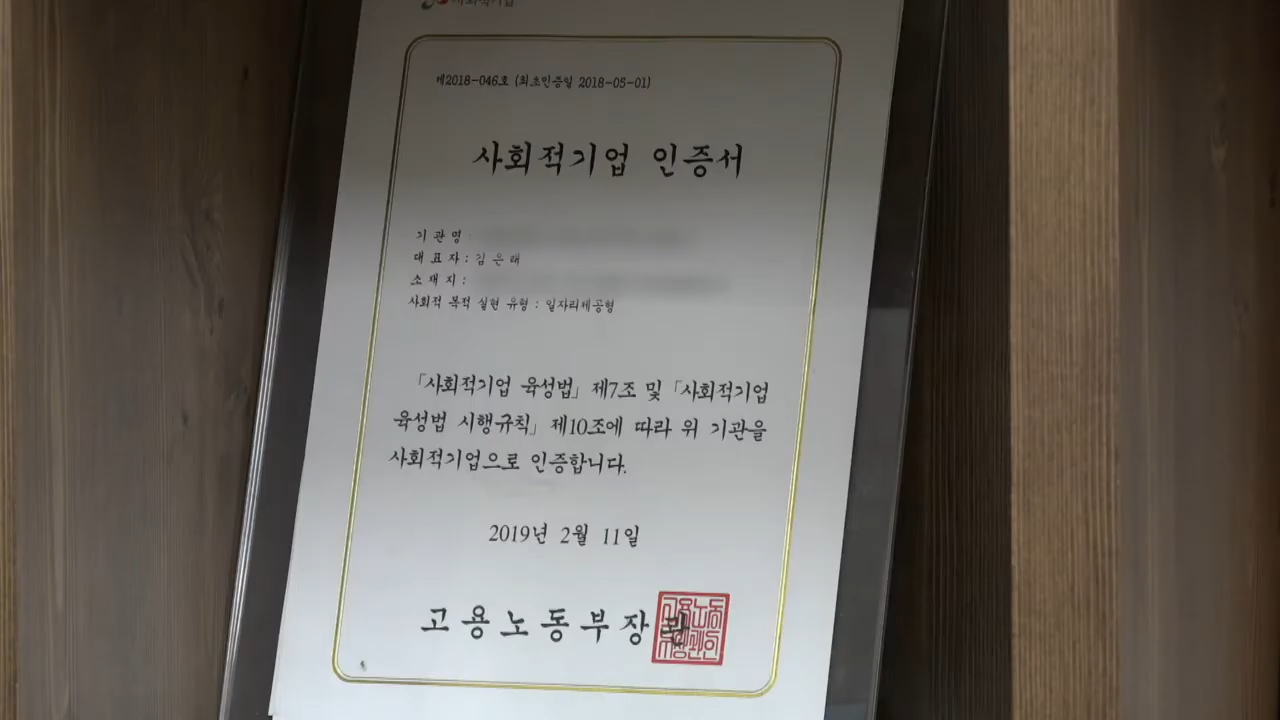 사회적기업
제2018-046호 (최초인증일 2018-05-01)
사회적기업 인증서
기 관 명
대 표 자 : 김 은 래
소 재 지 :
사회적 목적 실현 유형 : 일자리제공형
「사회적기업 육성법」 제7조 및 「사회적기업
육성법 시행규칙」 제10조에 따라 위 기관을
사회적기업으로 인증합니다.
2019년 2월 11일
고용노동부장관